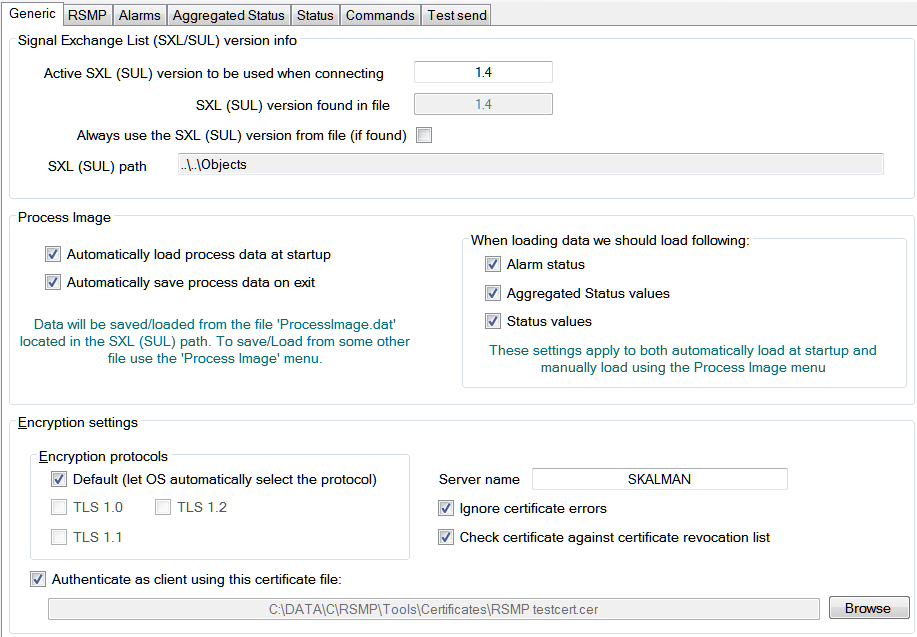 Generic RSMP Alarms Aggregated Status Status Commands Test send
Signal Exchange List (SXL/SUL) version info
Active SXL (SUL) version to be used when connecting 1.4
SXL (SUL) version found in file 1.4
Always use the SXL (SUL) version from file (if found)
SXL (SUL) path ..\..\Objects
Process Image
Automatically load process data at startup
Automatically save process data on exit
Data will be saved/loaded from the file 'ProcessImage.dat'
located in the SXL (SUL) path. To save/Load from some other
file use the 'Process Image' menu.
When loading data we should load following:
Alarm status
Aggregated Status values
Status values
These settings apply to both automatically load at startup and
manually load using the Process Image menu
Encryption settings
Encryption protocols
Default (let OS automatically select the protocol)
TLS 1.0 TLS 1.2
TLS 1.1
Server name SKALMAN
Ignore certificate errors
Check certificate against certificate revocation list
Authenticate as client using this certificate file:
C:\DATA\C\RSMP\Tools\Certificates\RSMP testcert.cer Browse